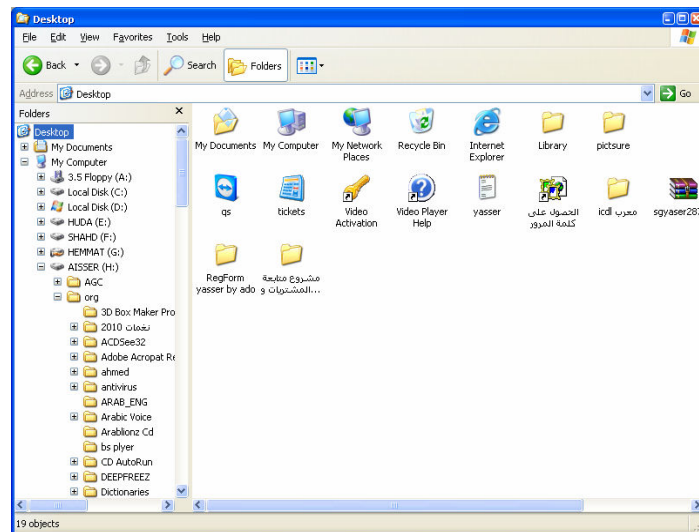 Desktop
File Edit View Favorites Tools Help
Back Search Folders
Address Desktop Go
Folders
Desktop
My Documents
My Computer
3.5 Floppy (A:)
Local Disk (C:)
Local Disk (D:)
HUDA (E:)
SHAHD (F:)
HEMMAT (G:)
AISSER (H:)
AGC
org
3D Box Maker Pro
نغمات 2010
ACDSee32
Adobe Acropat Re
ahmed
antivirus
ARAB_ENG
Arabic Voice
Arablionz Cd
bs plyer
CD AutoRun
DEEPFREEZ
Dictionaries
My Documents
My Computer
My Network
Places
Recycle Bin
Internet
Explorer
Library
pictsure
qs
tickets
Video
Activation
Video Player
Help
yasser
الحصول على
كلمة المرور
معرب icdl
sgyaser287
RegForm
yasser by ado
مشروع متابعة
المشتريات و...
19 objects